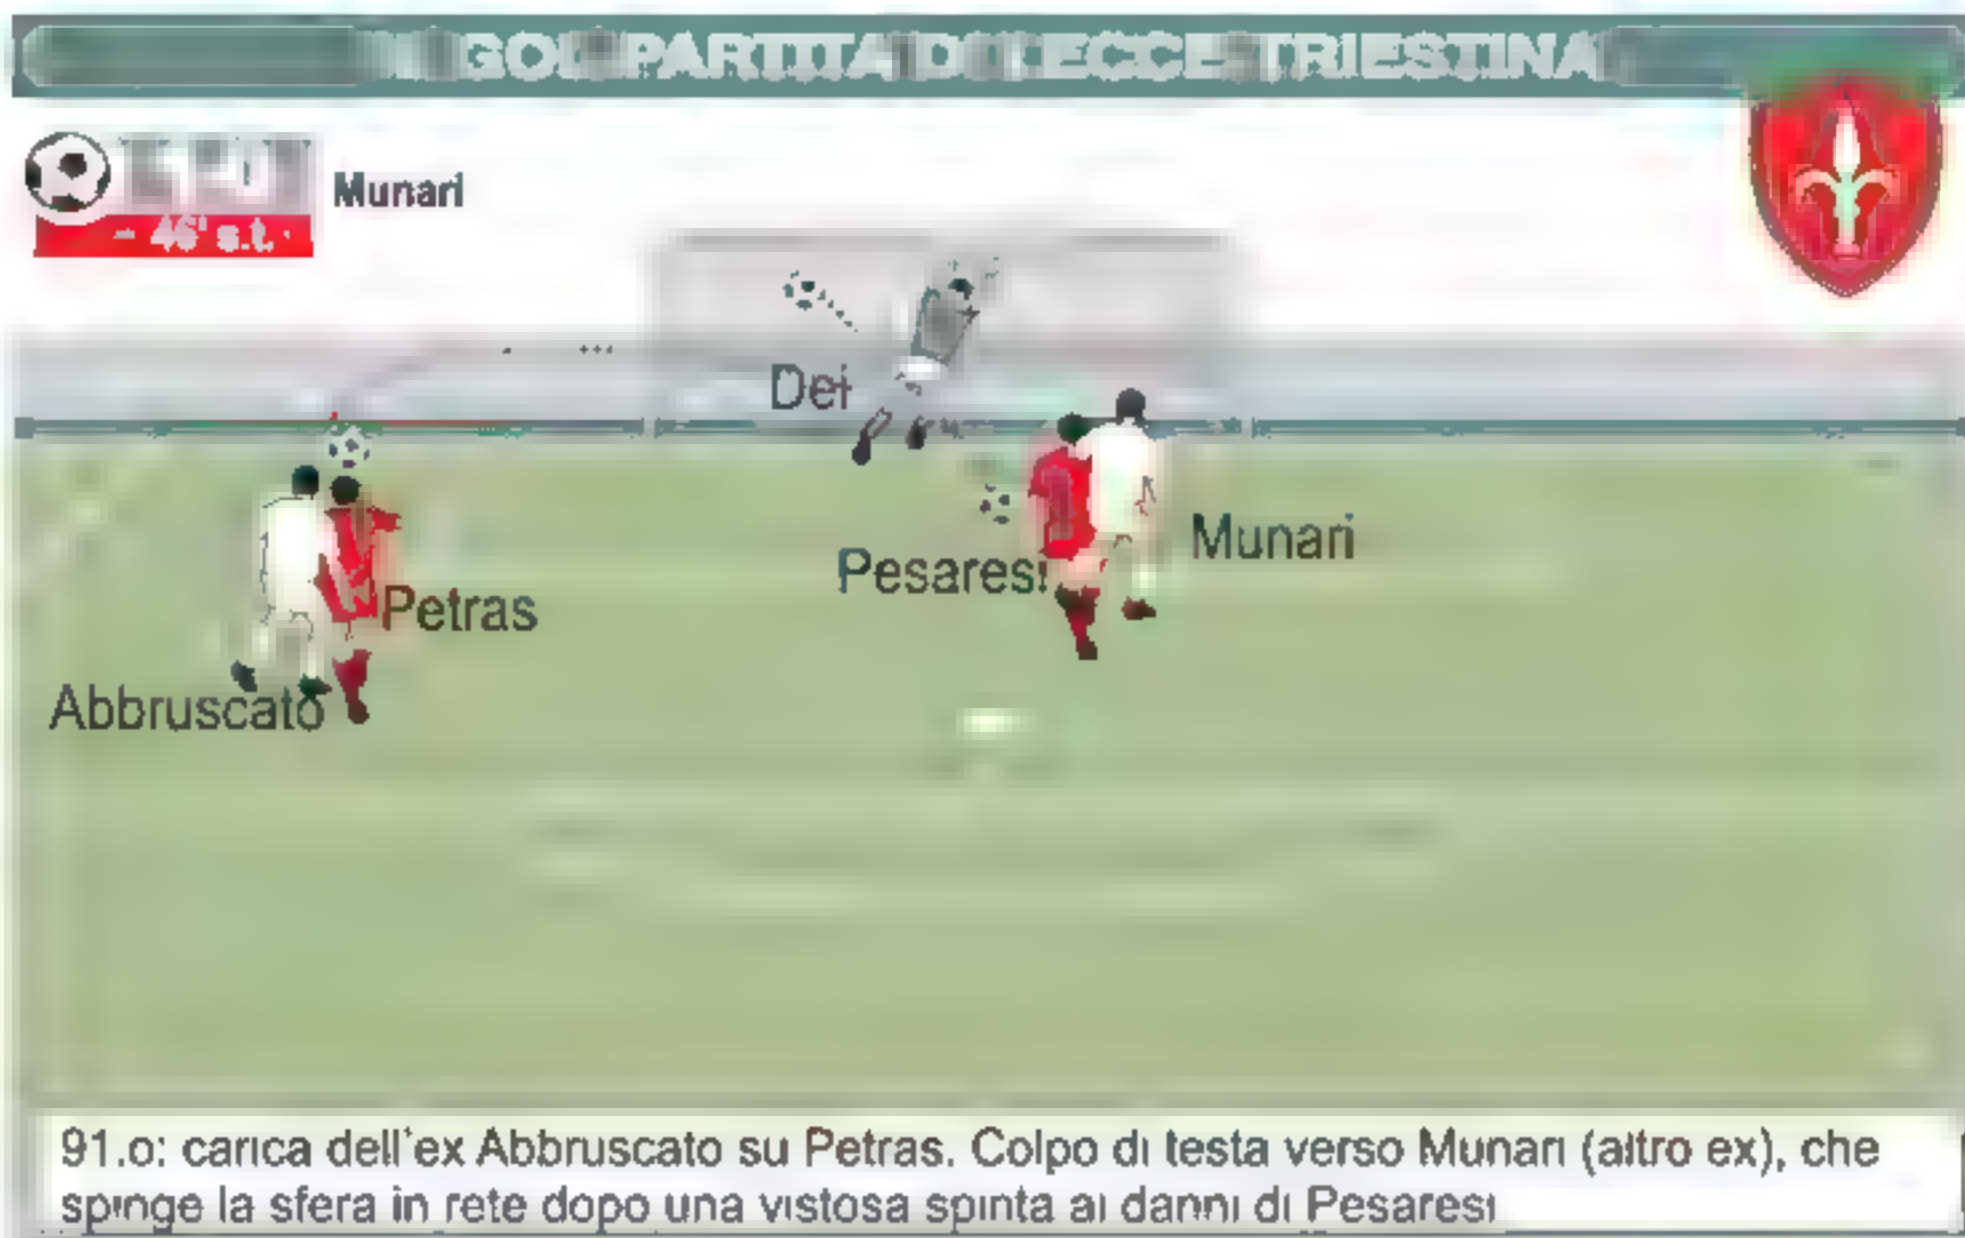 GOL PARTITA DI LECCE TRIESTINA
Munari
46' s.t.
Dei
Munari
Pesaresi
Petras
Abbruscato
91.o: carica dell'ex Abbruscato su Petras. Colpo di testa verso Munari (altro ex), che
spinge la sfera in rete dopo una vistosa spinta ai danni di Pesaresi